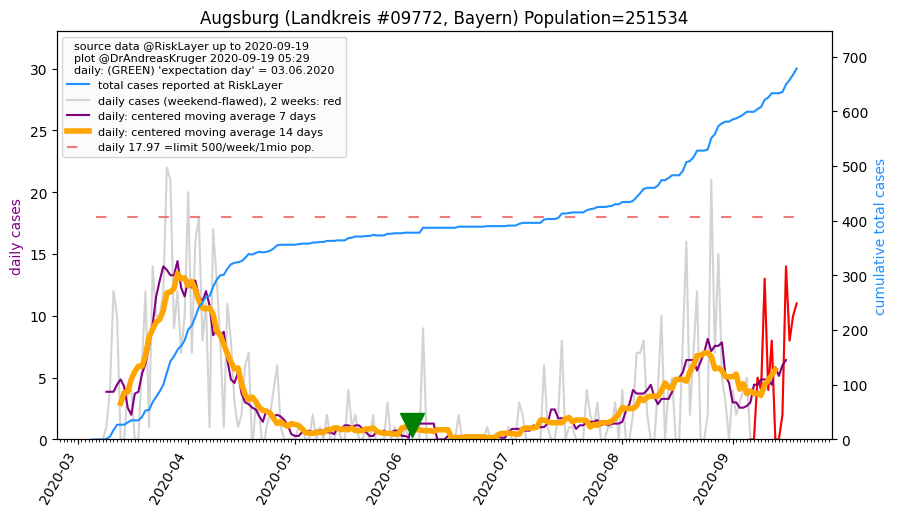 Augsburg (Landkreis #09772, Bayern) Population=251534
source data @RiskLayer up to 2020-09-19
plot @DrAndreasKruger 2020-09-19 05:29
daily: (GREEN) 'expectation day' = 03.06.2020
total cases reported at RiskLayer
daily cases (weekend-flawed), 2 weeks: red
daily: centered moving average 7 days
daily: centered moving average 14 days
daily 17.97 =limit 500/week/1mio pop.
daily cases
30
25
20
15
10
5
0
cumulative total cases
700
600
500
400
300
200
100
0
2020-03
2020-04
2020-05
2020-06
2020-07
2020-08
2020-09